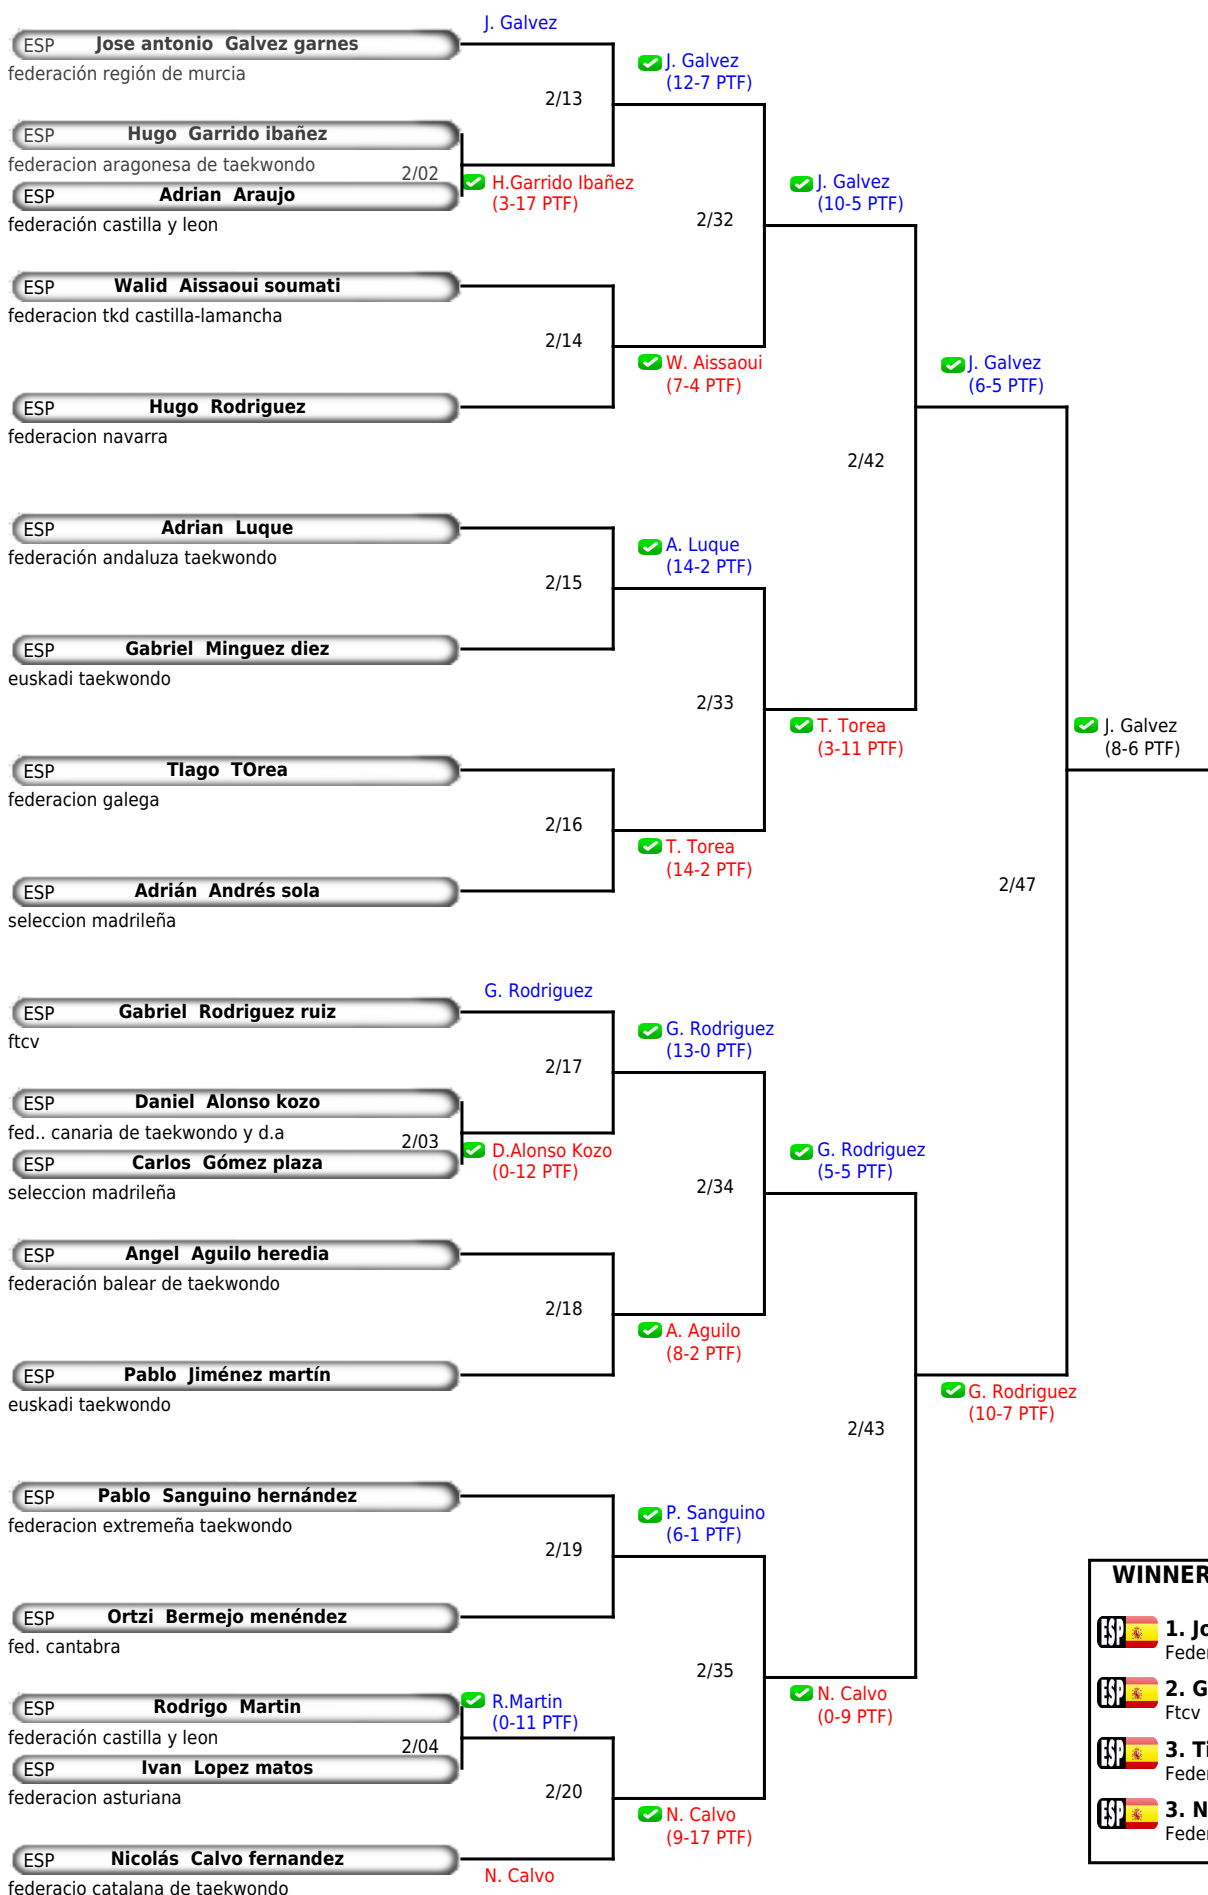 J. Galvez
ESP Jose antonio Galvez garnes
federación región de murcia
J. Galvez
(12-7 PTF)
2/13
ESP Hugo Garrido ibañez
federacion aragonesa de taekwondo
2/02
H.Garrido Ibañez
(3-17 PTF)
ESP Adrian Araujo
federación castilla y leon
J. Galvez
(10-5 PTF)
2/32
ESP Walid Aissaoui soumati
federacion tkd castilla-lamancha
2/14
W. Aissaoui
(7-4 PTF)
J. Galvez
(6-5 PTF)
ESP Hugo Rodriguez
federacion navarra
2/42
ESP Adrian Luque
federación andaluza taekwondo
A. Luque
(14-2 PTF)
2/15
ESP Gabriel Minguez diez
euskadi taekwondo
2/33
T. Torea
(3-11 PTF)
J. Galvez
(8-6 PTF)
ESP TIago TOrea
federacion galega
2/16
T. Torea
(14-2 PTF)
ESP Adrián Andrés sola
seleccion madrileña
2/47
G. Rodriguez
ESP Gabriel Rodriguez ruiz
ftcv
G. Rodriguez
(13-0 PTF)
2/17
ESP Daniel Alonso kozo
fed.. canaria de taekwondo y d.a
2/03
D.Alonso Kozo
(0-12 PTF)
ESP Carlos Gómez plaza
seleccion madrileña
G. Rodriguez
(5-5 PTF)
2/34
ESP Angel Aguilo heredia
federación balear de taekwondo
2/18
A. Aguilo
(8-2 PTF)
ESP Pablo Jiménez martín
euskadi taekwondo
G. Rodriguez
(10-7 PTF)
2/43
ESP Pablo Sanguino hernández
federacion extremeña taekwondo
P. Sanguino
(6-1 PTF)
2/19
ESP Ortzi Bermejo menéndez
fed. cantabra
2/35
N. Calvo
(0-9 PTF)
ESP Rodrigo Martin
federación castilla y leon
2/04
R.Martin
(0-11 PTF)
ESP Ivan Lopez matos
federacion asturiana
2/20
N. Calvo
(9-17 PTF)
ESP Nicolás Calvo fernandez
federacio catalana de taekwondo
N. Calvo
WINNER
ESP 1. Jo
Feder
ESP 2. G
Ftcv
ESP 3. Ti
Feder
ESP 3. N
Feder